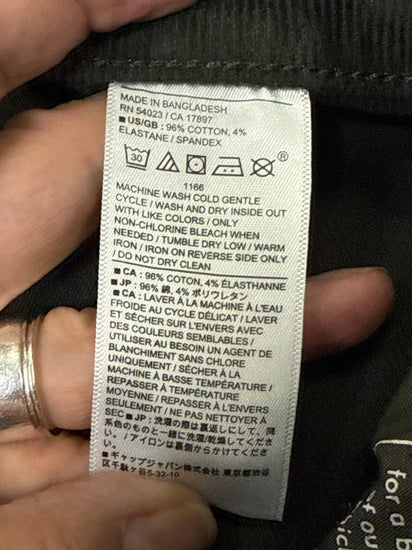 MADE IN BANGLADESH
RN 54023 / CA 17897
■ US/GB : 96% COTTON, 4%
ELASTANE / SPANDEX
30
®
1166
MACHINE WASH COLD GENTLE
CYCLE / WASH AND DRY INSIDE OUT
WITH LIKE COLORS / ONLY
NON-CHLORINE BLEACH WHEN
NEEDED / TUMBLE DRY LOW / WARM
IRON / IRON ON REVERSE SIDE ONLY
/ DO NOT DRY CLEAN
■ CA : 96% COTON, 4% ÉLASTHANNE
■ JP : 96% 綿, 4% ポリウレタン
■ CA : LAVER À LA MACHINE À L'EAU
FROIDE AU CYCLE DÉLICAT / LAVER
ET SÉCHER SUR L'ENVERS AVEC
DES COULEURS SEMBLABLES /
UTILISER AU BESOIN UN AGENT DE
BLANCHIMENT SANS CHLORE
UNIQUEMENT / SÉCHER À LA
MACHINE À BASSE TEMPÉRATURE /
REPASSER À TEMPÉRATURE
MOYENNE / REPASSER À L'ENVERS
SEULEMENT / NE PAS NETTOYER À
SEC ■ JP : 洗濯の際は裏返しにして、同
系色のものと一緒に洗濯/乾燥してくださ
い。/アイロンは裏側からかけてください。
■ ギャップジャパン株式会社 東京都渋谷
区千駄ヶ谷5-32-10
for a b
f ou